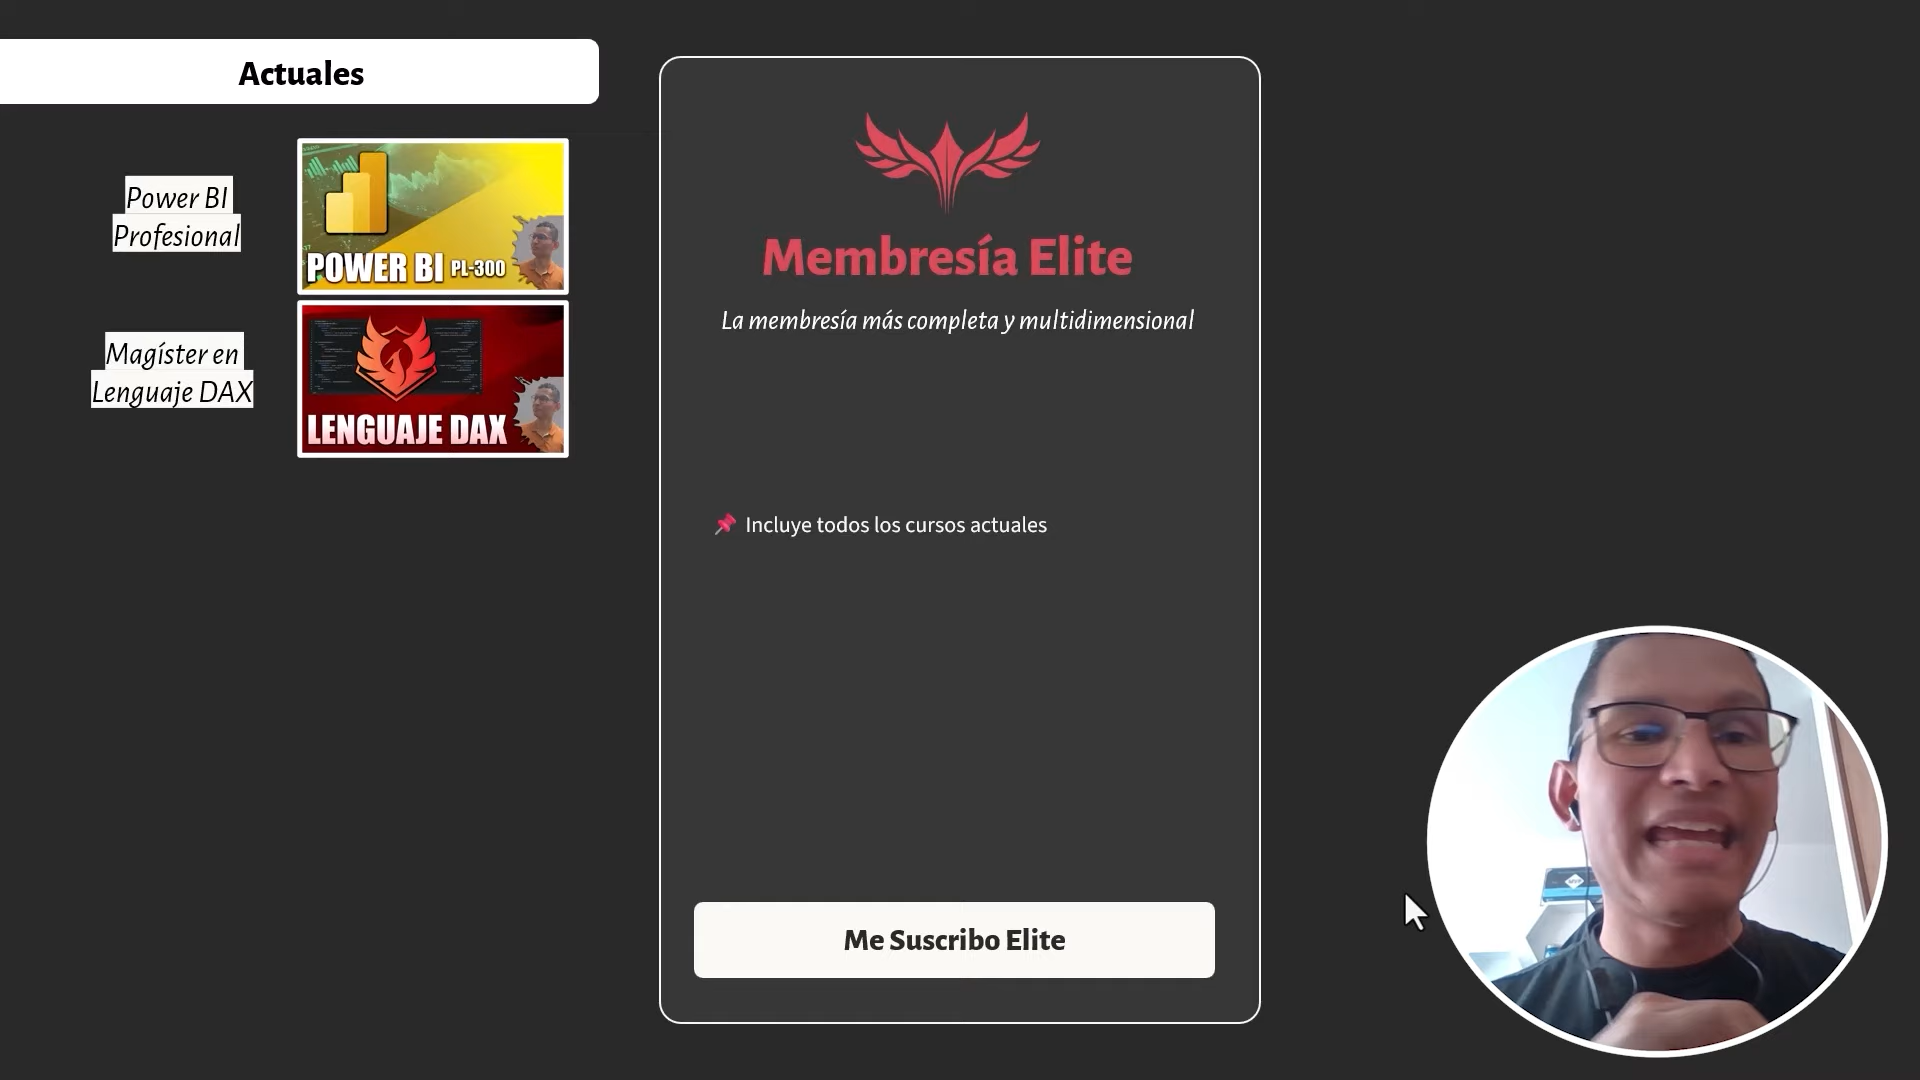 Actuales
Power BI
Profesional
POWER BI PL-300
Magíster en
Lenguaje DAX
LENGUAJE DAX
Membresía Elite
La membresía más completa y multidimensional
Incluye todos los cursos actuales
Me Suscribo Elite